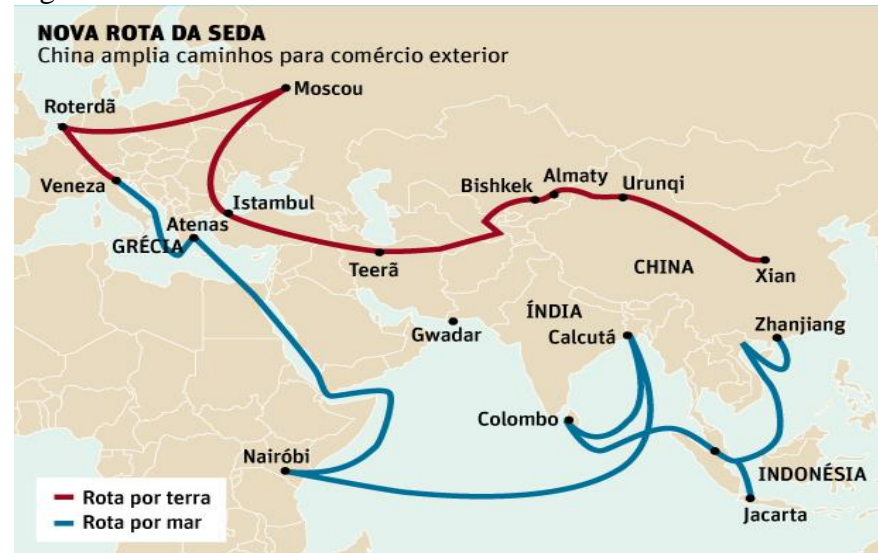 NOVA ROTA DA SEDA
China amplia caminhos para comércio exterior
Moscou
Roterdã
Veneza
Istambul
Atenas
GRÉCIA
Teerã
Bishkek
Almaty
Urunqi
CHINA
Xian
Gwadar
ÍNDIA
Calcutá
Zhanjiang
Colombo
Nairóbi
INDONÉSIA
Jacarta
Rota por terra
Rota por mar